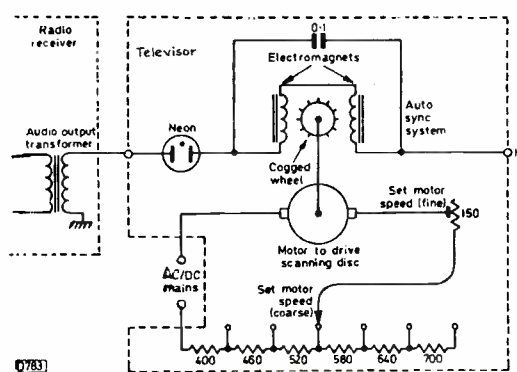 Radio
receiver
Televisor
0·1
Electromagnets
Neon
Audio output
transformer
Auto
sync
system
Cogged
wheel
Set motor
speed (fine)
150
Motor to drive
scanning disc
AC/DC
mains
Set motor
speed
(coarse)
400 460 520 580 640 700
D783